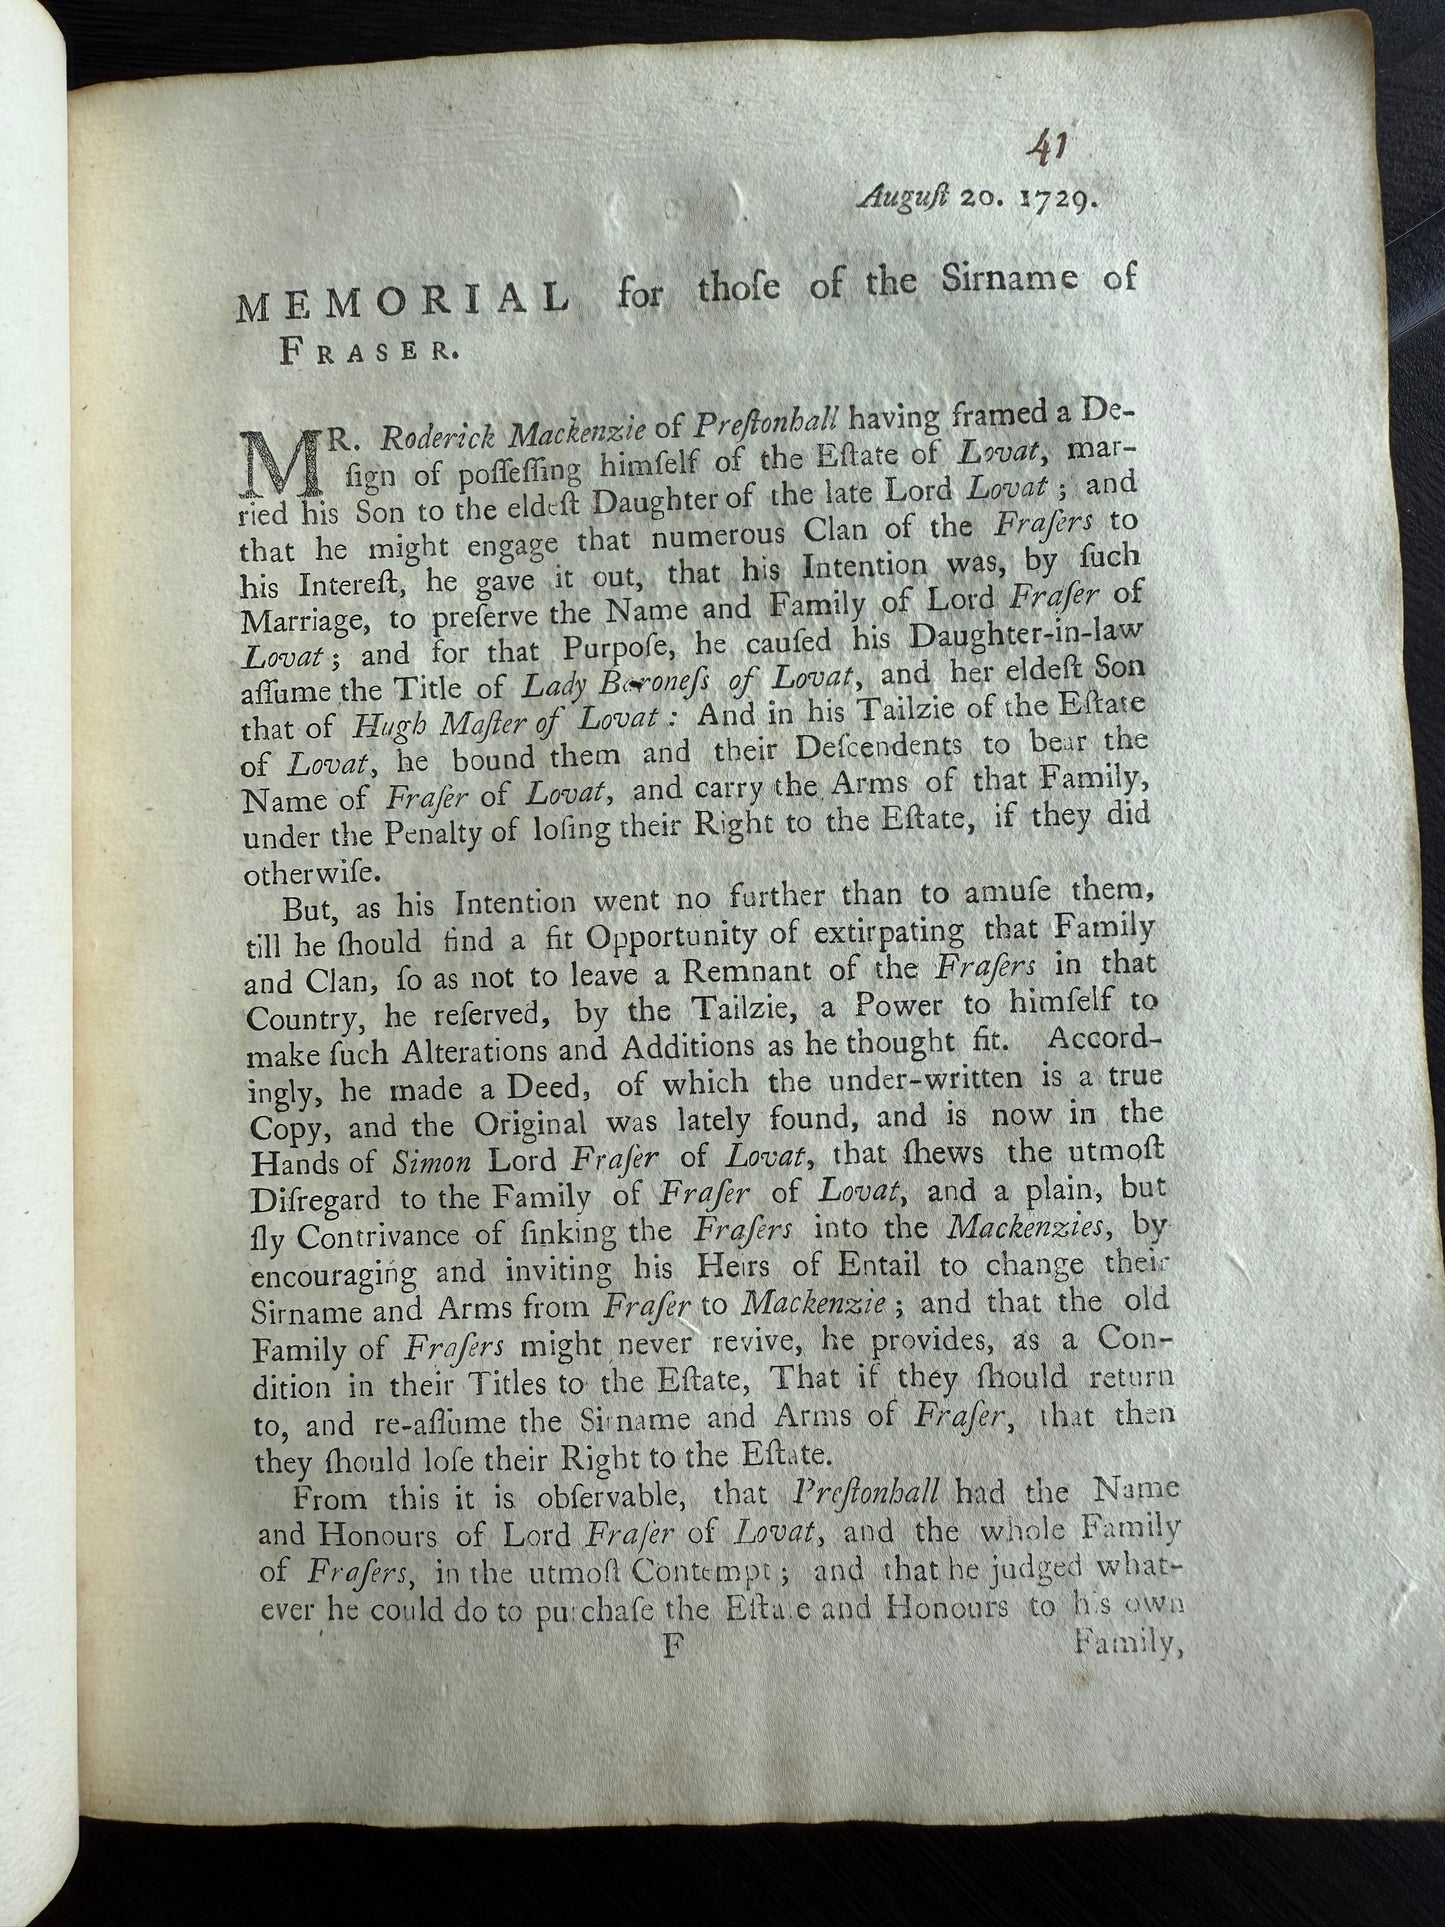 41
Auguſt 20. 1729.
MEMORIAL for thoſe of the Sirname of
FRASER.
MR. Roderick Mackenzie of Preſtonhall having framed a De-
ſign of poſſeſſing himſelf of the Eſtate of Lovat, mar-
ried his Son to the eldeſt Daughter of the late Lord Lovat; and
that he might engage that numerous Clan of the Fraſers to
his Intereſt, he gave it out, that his Intention was, by ſuch
Marriage, to preſerve the Name and Family of Lord Fraſer of
Lovat; and for that Purpoſe, he cauſed his Daughter-in-law
aſſume the Title of Lady Baroneſs of Lovat, and her eldeſt Son
that of Hugh Maſter of Lovat: And in his Tailzie of the Eſtate
of Lovat, he bound them and their Deſcendents to bear the
Name of Fraſer of Lovat, and carry the Arms of that Family,
under the Penalty of loſing their Right to the Eſtate, if they did
otherwiſe.
But, as his Intention went no further than to amuſe them,
till he ſhould find a fit Opportunity of extirpating that Family
and Clan, ſo as not to leave a Remnant of the Fraſers in that
Country, he reſerved, by the Tailzie, a Power to himſelf to
make ſuch Alterations and Additions as he thought fit. Accord-
ingly, he made a Deed, of which the under-written is a true
Copy, and the Original was lately found, and is now in the
Hands of Simon Lord Fraſer of Lovat, that ſhews the utmoſt
Diſregard to the Family of Fraſer of Lovat, and a plain, but
ſly Contrivance of ſinking the Fraſers into the Mackenzies, by
encouraging and inviting his Heirs of Entail to change their
Sirname and Arms from Fraſer to Mackenzie; and that the old
Family of Fraſers might never revive, he provides, as a Con-
dition in their Titles to the Eſtate, That if they ſhould return
to, and re-aſſume the Sirname and Arms of Fraſer, that then
they ſhould loſe their Right to the Eſtate.
From this it is obſervable, that Preſtonhall had the Name
and Honours of Lord Fraſer of Lovat, and the whole Family
of Fraſers, in the utmoſt Contempt; and that he judged what-
ever he could do to purchaſe the Eſtate and Honours to his own
F Family,